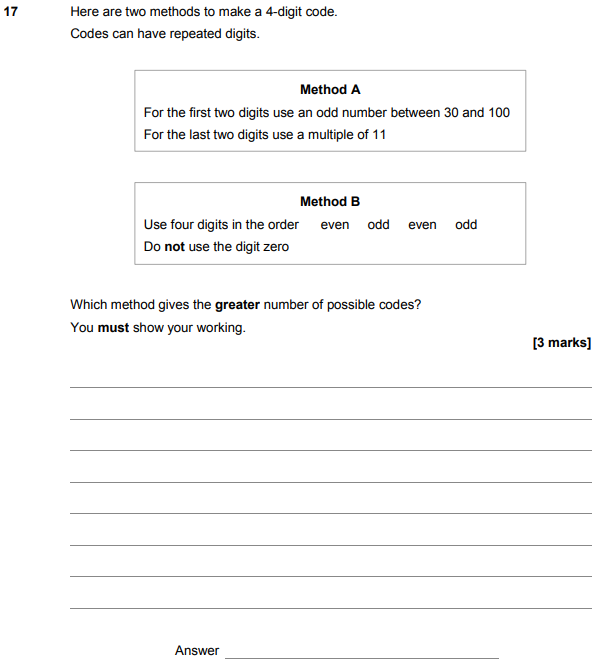 17 Here are two methods to make a 4-digit code.
Codes can have repeated digits.
Method A
For the first two digits use an odd number between 30 and 100
For the last two digits use a multiple of 11
Method B
Use four digits in the order even odd even odd
Do not use the digit zero
Which method gives the greater number of possible codes?
You must show your working.
[3 marks]
Answer